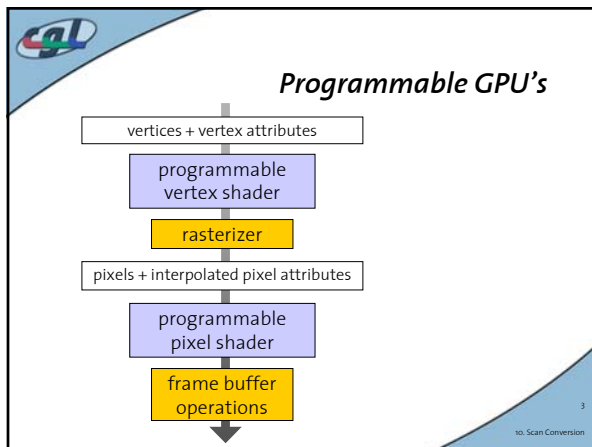 cgl
Programmable GPU's
vertices + vertex attributes
programmable
vertex shader
rasterizer
pixels + interpolated pixel attributes
programmable
pixel shader
frame buffer
operations
3
10. Scan Conversion